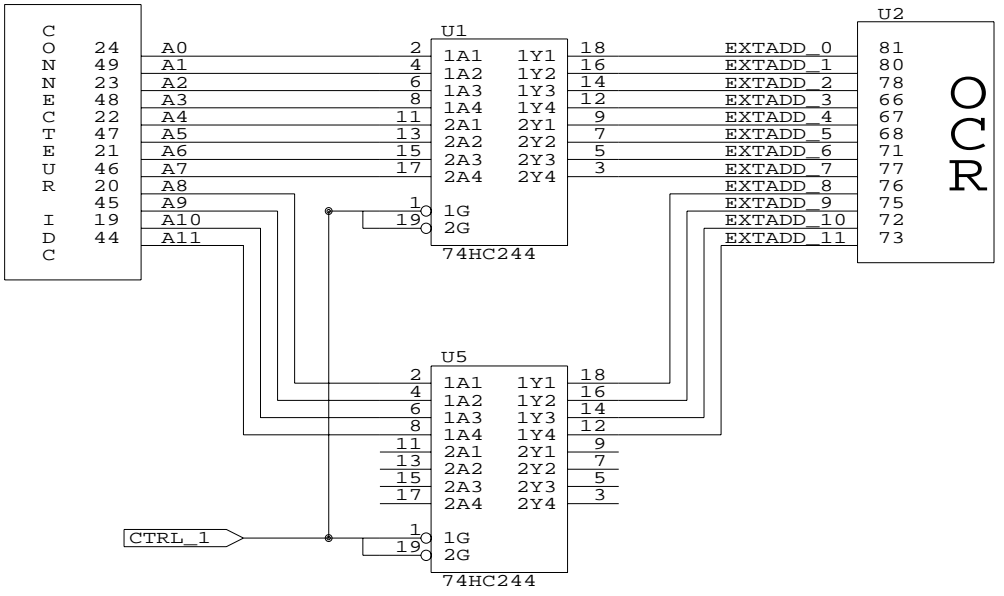 CONNECTEUR IDC
24 A0
49 A1
23 A2
48 A3
22 A4
47 A5
21 A6
46 A7
20 A8
45 A9
19 A10
44 A11
U1
2 1A1 1Y1 18
4 1A2 1Y2 16
6 1A3 1Y3 14
8 1A4 1Y4 12
11 2A1 2Y1 9
13 2A2 2Y2 7
15 2A3 2Y3 5
17 2A4 2Y4 3
1 1G
19 2G
74HC244
U2
EXTADD_0 81
EXTADD_1 80
EXTADD_2 78
EXTADD_3 66
EXTADD_4 67
EXTADD_5 68
EXTADD_6 71
EXTADD_7 77
EXTADD_8 76
EXTADD_9 75
EXTADD_10 72
EXTADD_11 73
OCR
U5
2 1A1 1Y1 18
4 1A2 1Y2 16
6 1A3 1Y3 14
8 1A4 1Y4 12
11 2A1 2Y1 9
13 2A2 2Y2 7
15 2A3 2Y3 5
17 2A4 2Y4 3
CTRL_1
1 1G
19 2G
74HC244